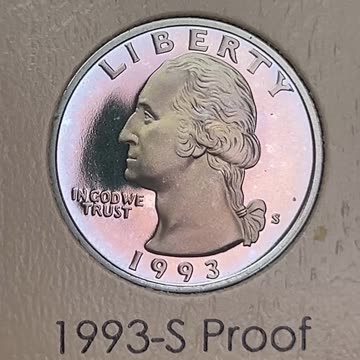 LIBERTY
IN GOD WE
TRUST
S
1993
1993-S Proof